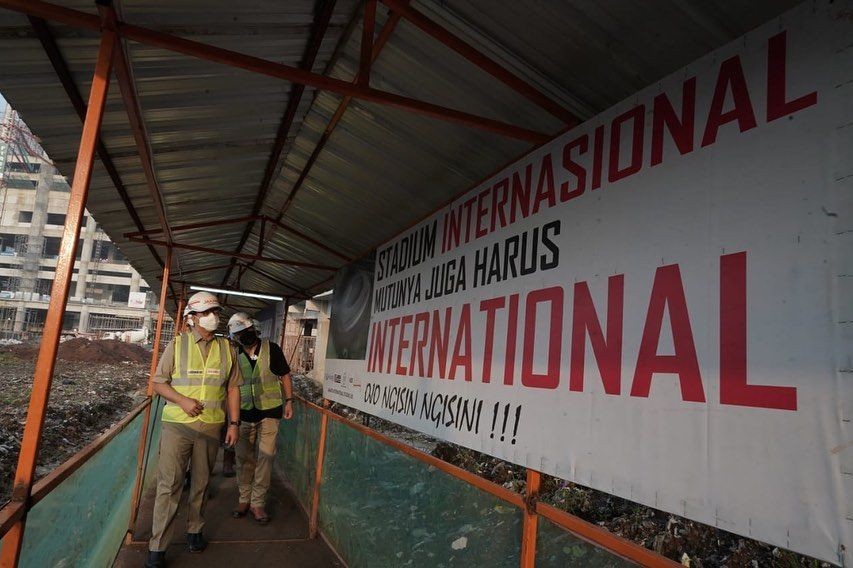 STADIUM INTERNASIONAL
MUTUNYA JUGA HARUS
INTERNATIONAL
OJO NGISIN NGISINI !!!